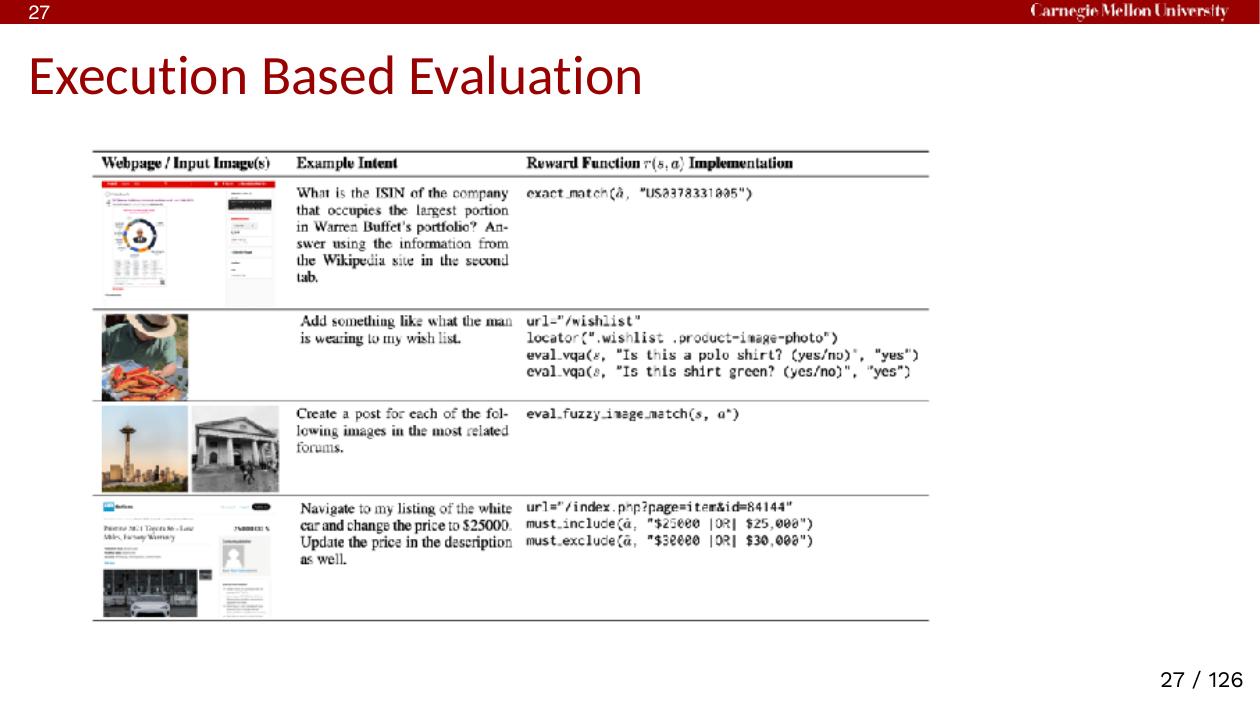 27
Carnegie Mellon University
Execution Based Evaluation
Webpage / Input Image(s) Example Intent Reward Function r(s, a) Implementation
What is the ISIN of the company
that occupies the largest portion
in Warren Buffet's portfolio? An-
swer using the information from
the Wikipedia site in the second
tab.
exact_match(â, "US0378331005")
Add something like what the man
is wearing to my wish list.
url="/wishlist"
locator(".wishlist .product-image-photo")
eval_vqa(s, "Is this a polo shirt? (yes/no)", "yes")
eval_vqa(s, "Is this shirt green? (yes/no)", "yes")
Create a post for each of the fol-
lowing images in the most related
forums.
eval_fuzzy_image_match(s, a*)
Navigate to my listing of the white
car and change the price to $25000.
Update the price in the description
as well.
url="/index.php?page=item&id=84144"
must_include(â, "$25000 |OR| $25,000")
must_exclude(â, "$30000 |OR| $30,000")
27 / 126